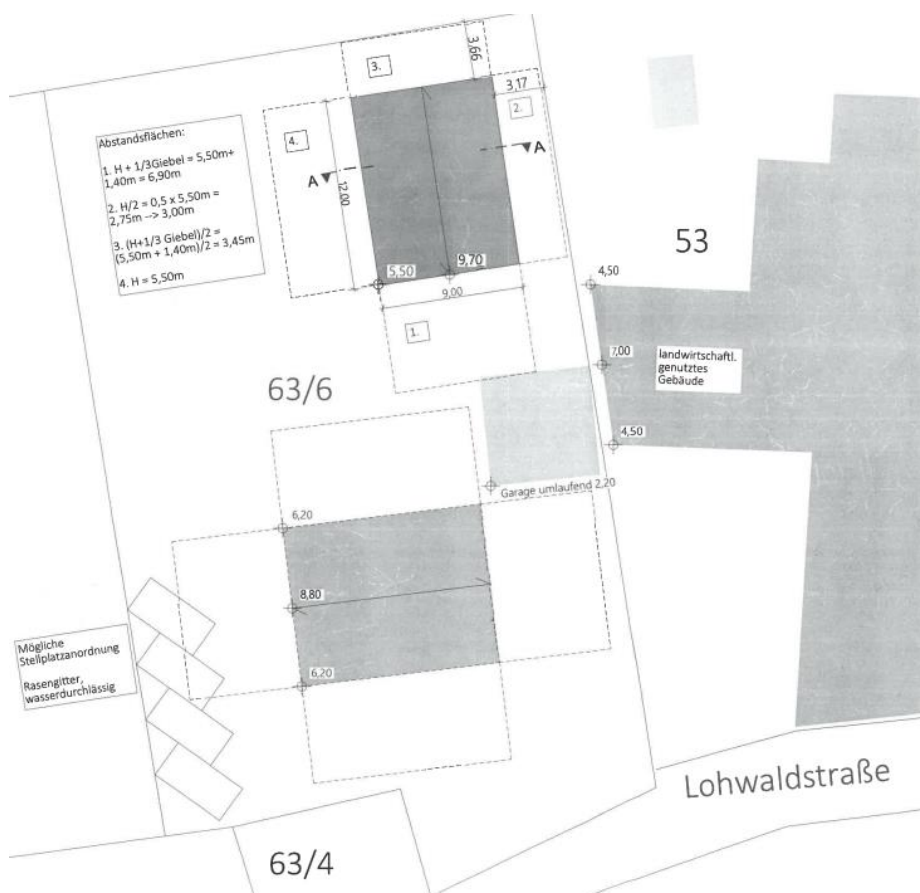 3,66
3.
3,17
2.
Abstandsflächen:
1. H + 1/3Giebel = 5,50m+
1,40m = 6,90m
2. H/2 = 0,5 x 5,50m =
2,75m --> 3,00m
3. (H+1/3 Giebel)/2 =
(5,50m + 1,40m)/2 = 3,45m
4. H = 5,50m
4.
A
A
12,00
5,50
9,70
9,00
1.
53
4,50
7,00
landwirtschaftl.
genutztes
Gebäude
4,50
63/6
Garage umlaufend 2,20
6,20
8,80
6,20
Mögliche
Stellplatzanordnung
Rasengitter,
wasserdurchlässig
Lohwaldstraße
63/4